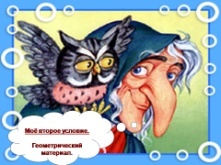 Моё второе условие.
Геометрический
материал.